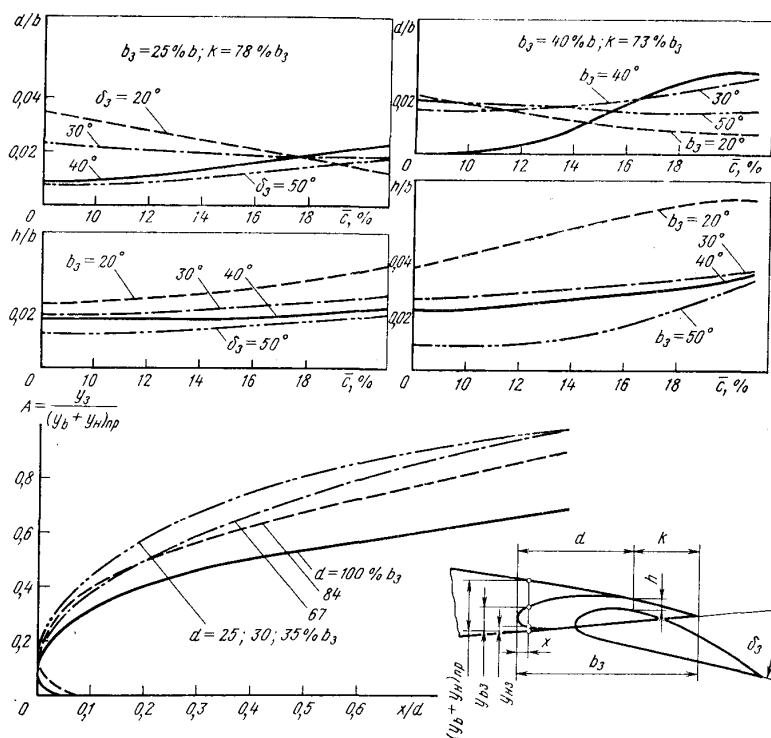 d/b
b₃ = 25 % b; k = 78 % b₃
0,04
δ₃ = 20°
30°
0,02
40°
δ₃ = 50°
0 10 12 14 16 18 c̄, %
d/b
b₃ = 40 % b; k = 73 % b₃
b₃ = 40°
0,02
30°
50°
b₃ = 20°
0 10 12 14 16 18 c̄, %
h/b
b₃ = 20°
30°
40°
0,02
δ₃ = 50°
0 10 12 14 16 18 c̄, %
h/b
b₃ = 20°
30°
0,04
40°
0,02
b₃ = 50°
0 10 12 14 16 18 c̄, %
A = y₃ / (y_b + y_н)пр
0,8
0,6
0,4
0,2
d = 100 % b₃
84
67
d = 25; 30; 35% b₃
0 0,1 0,2 0,3 0,4 0,5 0,6 x/d
d
k
h
x
b₃
δ₃
(y_b + y_н)пр
y_b₃
y_н₃